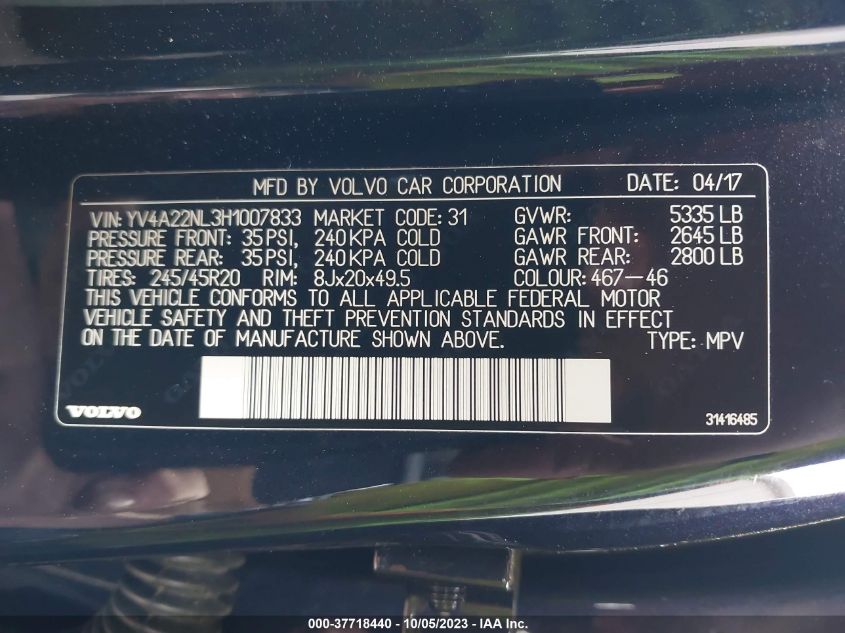 MFD BY VOLVO CAR CORPORATION DATE: 04/17
VIN: YV4A22NL3H1007833 MARKET CODE: 31 GVWR: 5335 LB
PRESSURE FRONT: 35 PSI, 240 KPA COLD GAWR FRONT: 2645 LB
PRESSURE REAR: 35 PSI, 240 KPA COLD GAWR REAR: 2800 LB
TIRES: 245/45R20 RIM: 8Jx20x49.5 COLOUR: 467-46
THIS VEHICLE CONFORMS TO ALL APPLICABLE FEDERAL MOTOR
VEHICLE SAFETY AND THEFT PREVENTION STANDARDS IN EFFECT
ON THE DATE OF MANUFACTURE SHOWN ABOVE. TYPE: MPV
VOLVO 31416485
000-37718440 - 10/05/2023 - IAA Inc.